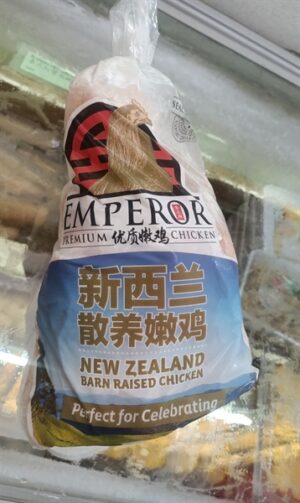 EMPEROR
PREMIUM 优质嫩鸡 CHICKEN
新西兰
散养嫩鸡
NEW ZEALAND
BARN RAISED CHICKEN
Perfect for Celebrating